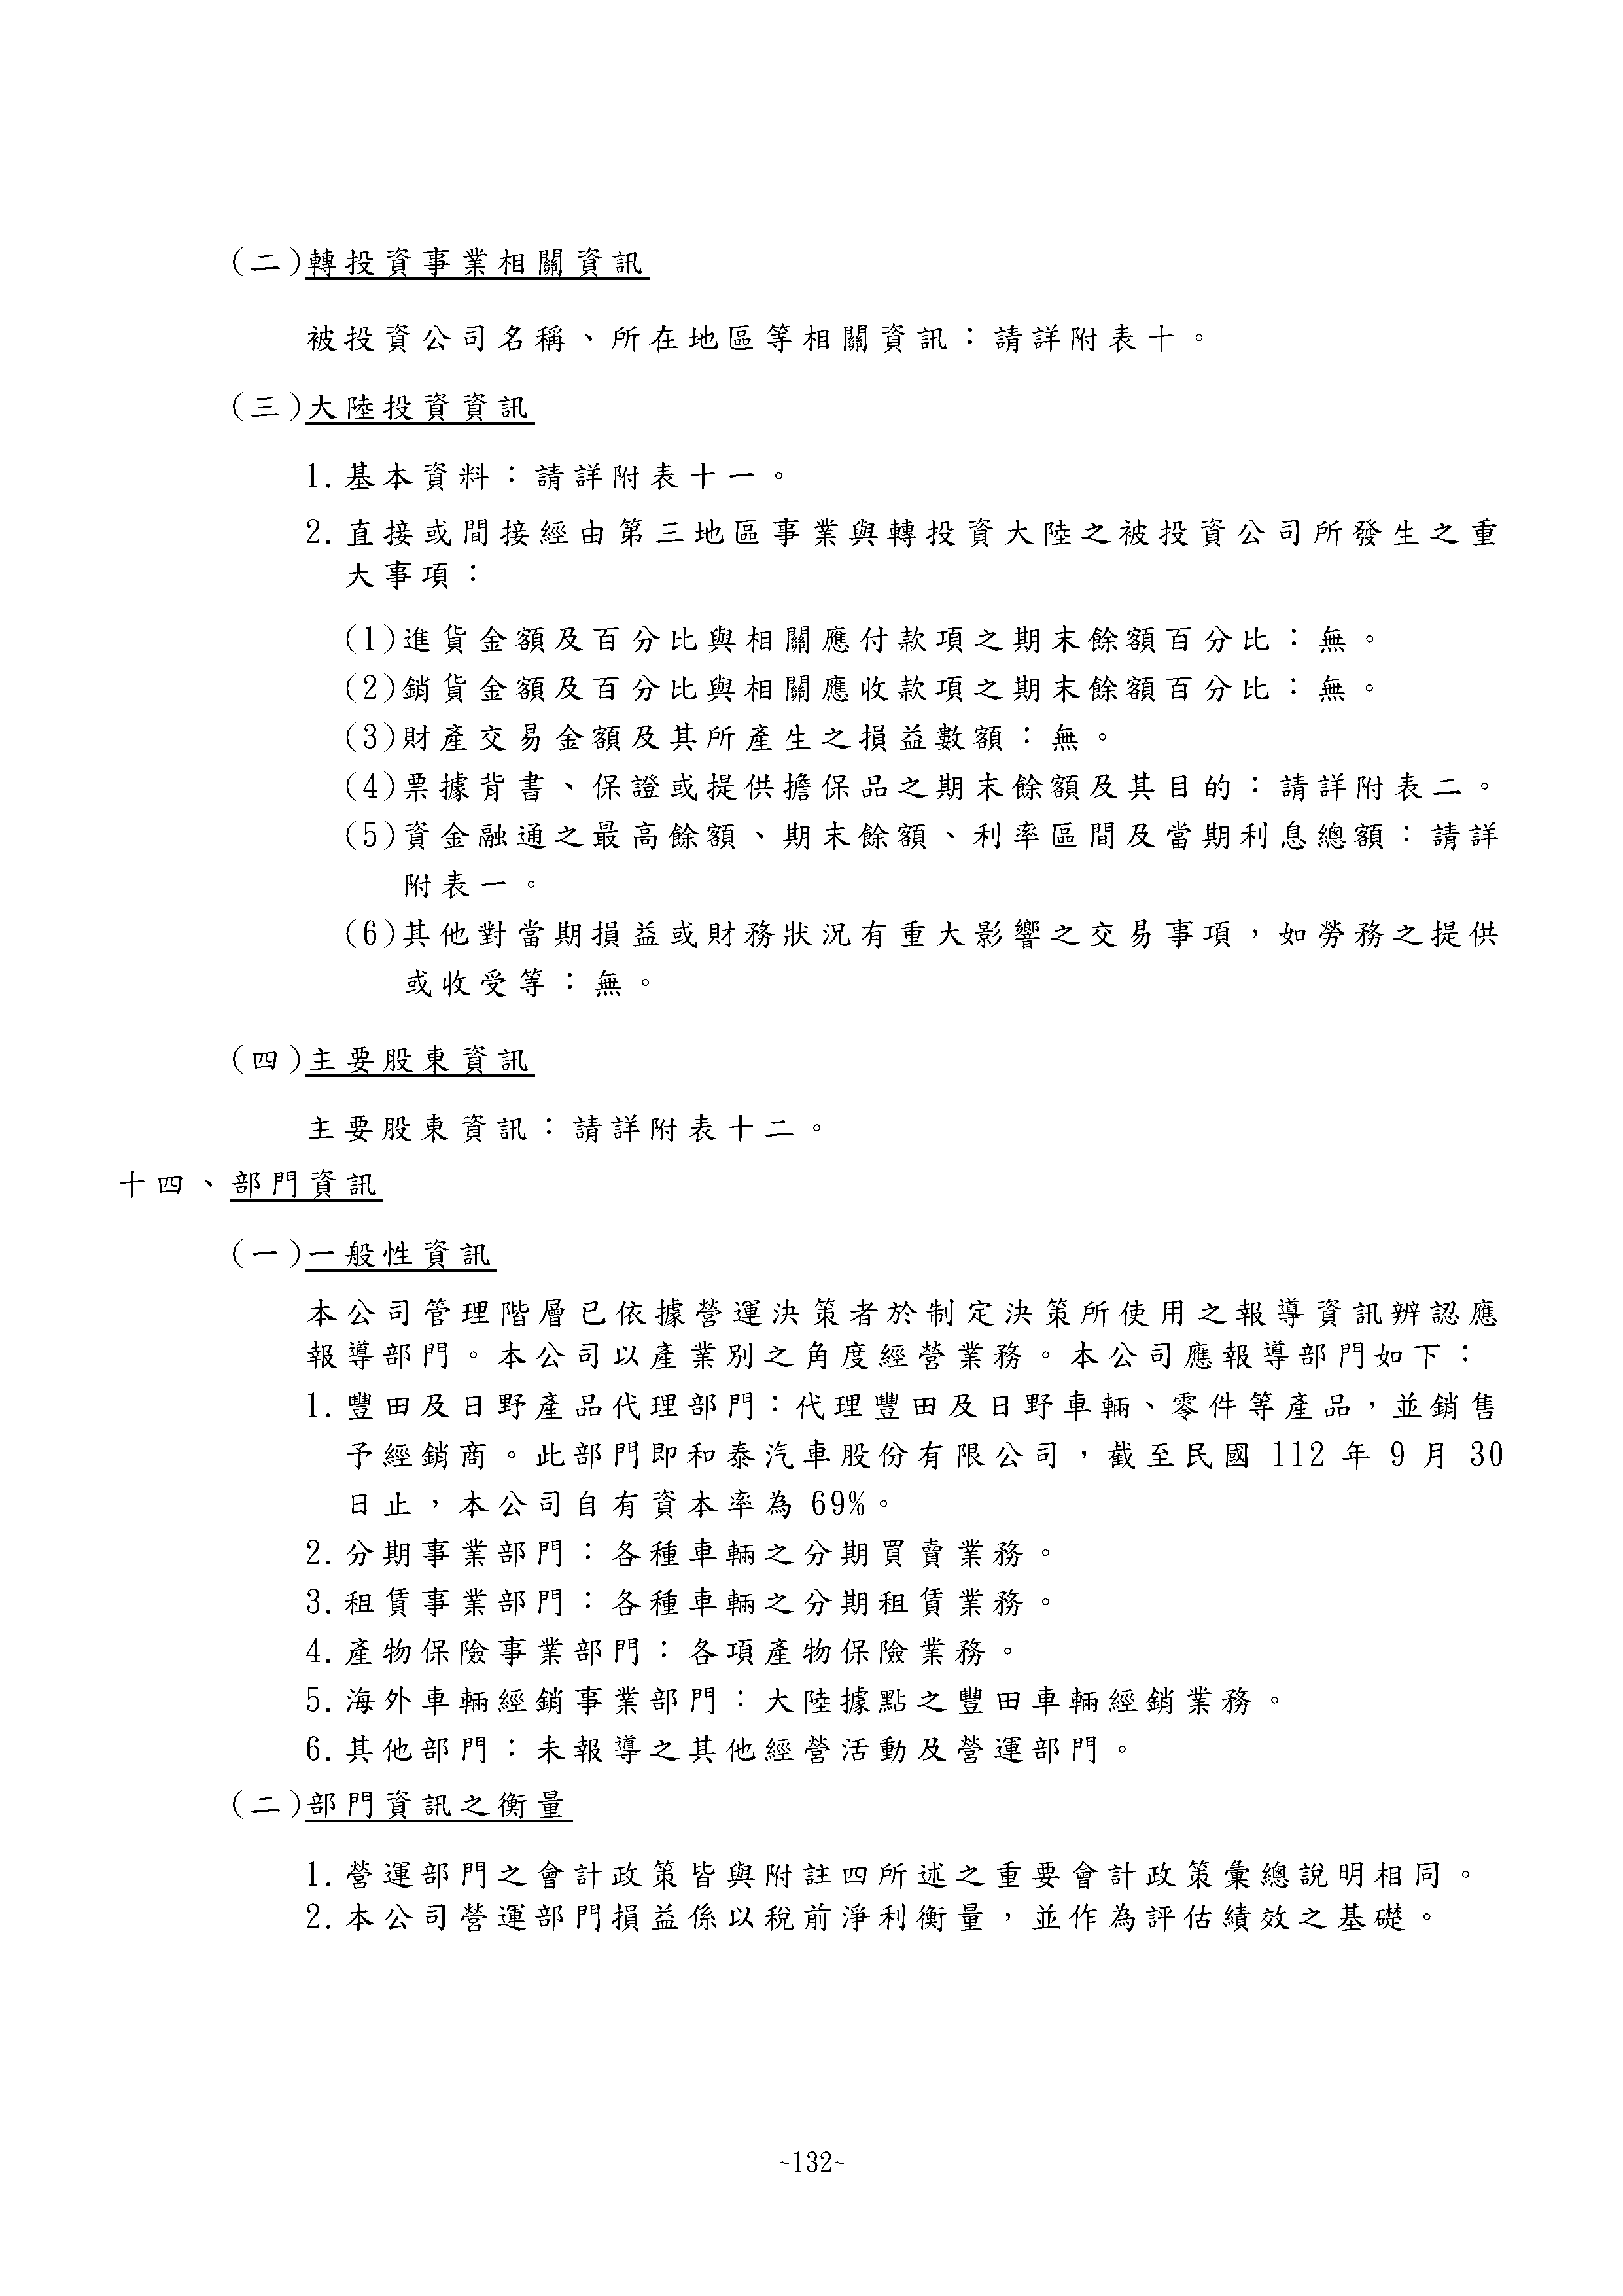 (二)轉投資事業相關資訊
被投資公司名稱、所在地區等相關資訊：請詳附表十。
(三)大陸投資資訊
1.基本資料：請詳附表十一。
2.直接或間接經由第三地區事業與轉投資大陸之被投資公司所發生之重
大事項：
(1)進貨金額及百分比與相關應付款項之期末餘額百分比：無。
(2)銷貨金額及百分比與相關應收款項之期末餘額百分比：無。
(3)財產交易金額及其所產生之損益數額：無。
(4)票據背書、保證或提供擔保品之期末餘額及其目的：請詳附表二。
(5)資金融通之最高餘額、期末餘額、利率區間及當期利息總額：請詳
附表一。
(6)其他對當期損益或財務狀況有重大影響之交易事項，如勞務之提供
或收受等：無。
(四)主要股東資訊
主要股東資訊：請詳附表十二。
十四、部門資訊
(一)一般性資訊
本公司管理階層已依據營運決策者於制定決策所使用之報導資訊辨認應
報導部門。本公司以產業別之角度經營業務。本公司應報導部門如下：
1.豐田及日野產品代理部門：代理豐田及日野車輛、零件等產品，並銷售
予經銷商。此部門即和泰汽車股份有限公司，截至民國 112 年 9 月 30
日止，本公司自有資本率為 69%。
2.分期事業部門：各種車輛之分期買賣業務。
3.租賃事業部門：各種車輛之分期租賃業務。
4.產物保險事業部門：各項產物保險業務。
5.海外車輛經銷事業部門：大陸據點之豐田車輛經銷業務。
6.其他部門：未報導之其他經營活動及營運部門。
(二)部門資訊之衡量
1.營運部門之會計政策皆與附註四所述之重要會計政策彙總說明相同。
2.本公司營運部門損益係以稅前淨利衡量，並作為評估績效之基礎。
~132~